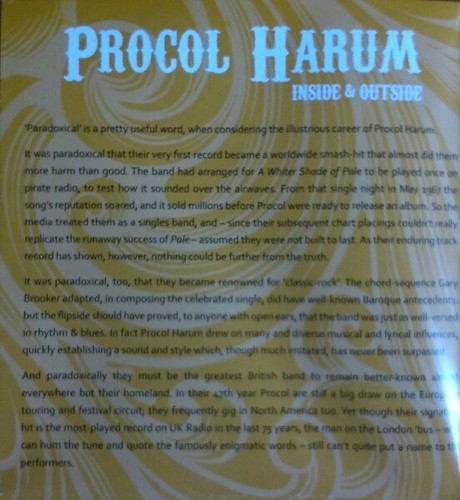 PROCOL HARUM
INSIDE & OUTSIDE
'Paradoxical' is a pretty useful word, when considering the illustrious career of Procol Harum.
It was paradoxical that their very first record became a worldwide smash-hit that almost did them
more harm than good. The band had arranged for A Whiter Shade of Pale to be played once on
pirate radio, to test how it sounded over the airwaves. From that single night in May 1967 the
song's reputation soared, and it sold millions before Procol were ready to release an album. So the
media treated them as a singles band, and – since their subsequent chart placings couldn't really
replicate the runaway success of Pale – assumed they were not built to last. As their enduring track
record has shown, however, nothing could be further from the truth.
It was paradoxical, too, that they became renowned for 'classic-rock'. The chord-sequence Gary
Brooker adapted, in composing the celebrated single, did have well-known Baroque antecedents:
but the flipside should have proved, to anyone with open ears, that the band was just as well-versed
in rhythm & blues. In fact Procol Harum drew on many and diverse musical and lyrical influences,
quickly establishing a sound and style which, though much imitated, has never been surpassed.
And paradoxically they must be the greatest British band to remain better-known almost
everywhere but their homeland. In their 47th year Procol are still a big draw on the Europ
touring and festival circuit; they frequently gig in North America too. Yet though their signat
hit is the most-played record on UK Radio in the last 75 years, the man on the London 'bus – w
can hum the tune and quote the famously enigmatic words – still can't quite put a name to t
performers.